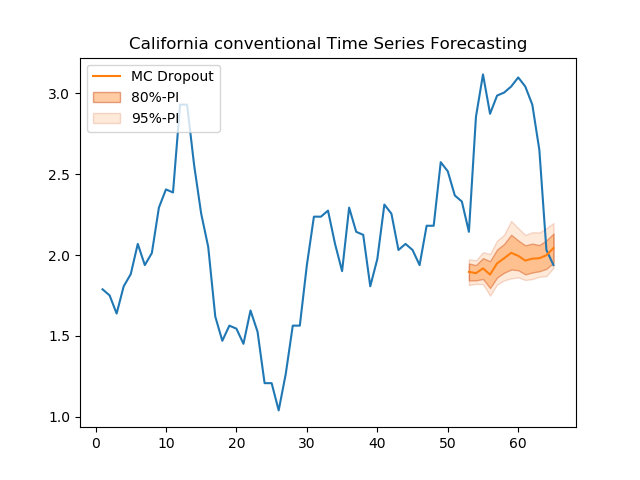 California conventional Time Series Forecasting
MC Dropout
80%-PI
95%-PI
3.0
2.5
2.0
1.5
1.0
0 10 20 30 40 50 60